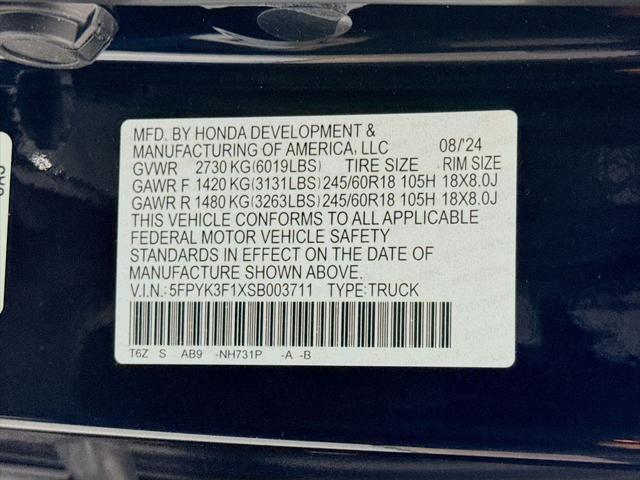 MFD. BY HONDA DEVELOPMENT &
MANUFACTURING OF AMERICA, LLC 08/'24
GVWR 2730 KG(6019LBS) TIRE SIZE RIM SIZE
GAWR F 1420 KG(3131LBS) 245/60R18 105H 18X8.0J
GAWR R 1480 KG(3263LBS) 245/60R18 105H 18X8.0J
THIS VEHICLE CONFORMS TO ALL APPLICABLE
FEDERAL MOTOR VEHICLE SAFETY
STANDARDS IN EFFECT ON THE DATE OF
MANUFACTURE SHOWN ABOVE.
V.I.N.: 5FPYK3F1XSB003711 TYPE:TRUCK
T6Z S AB9 -NH731P -A -B